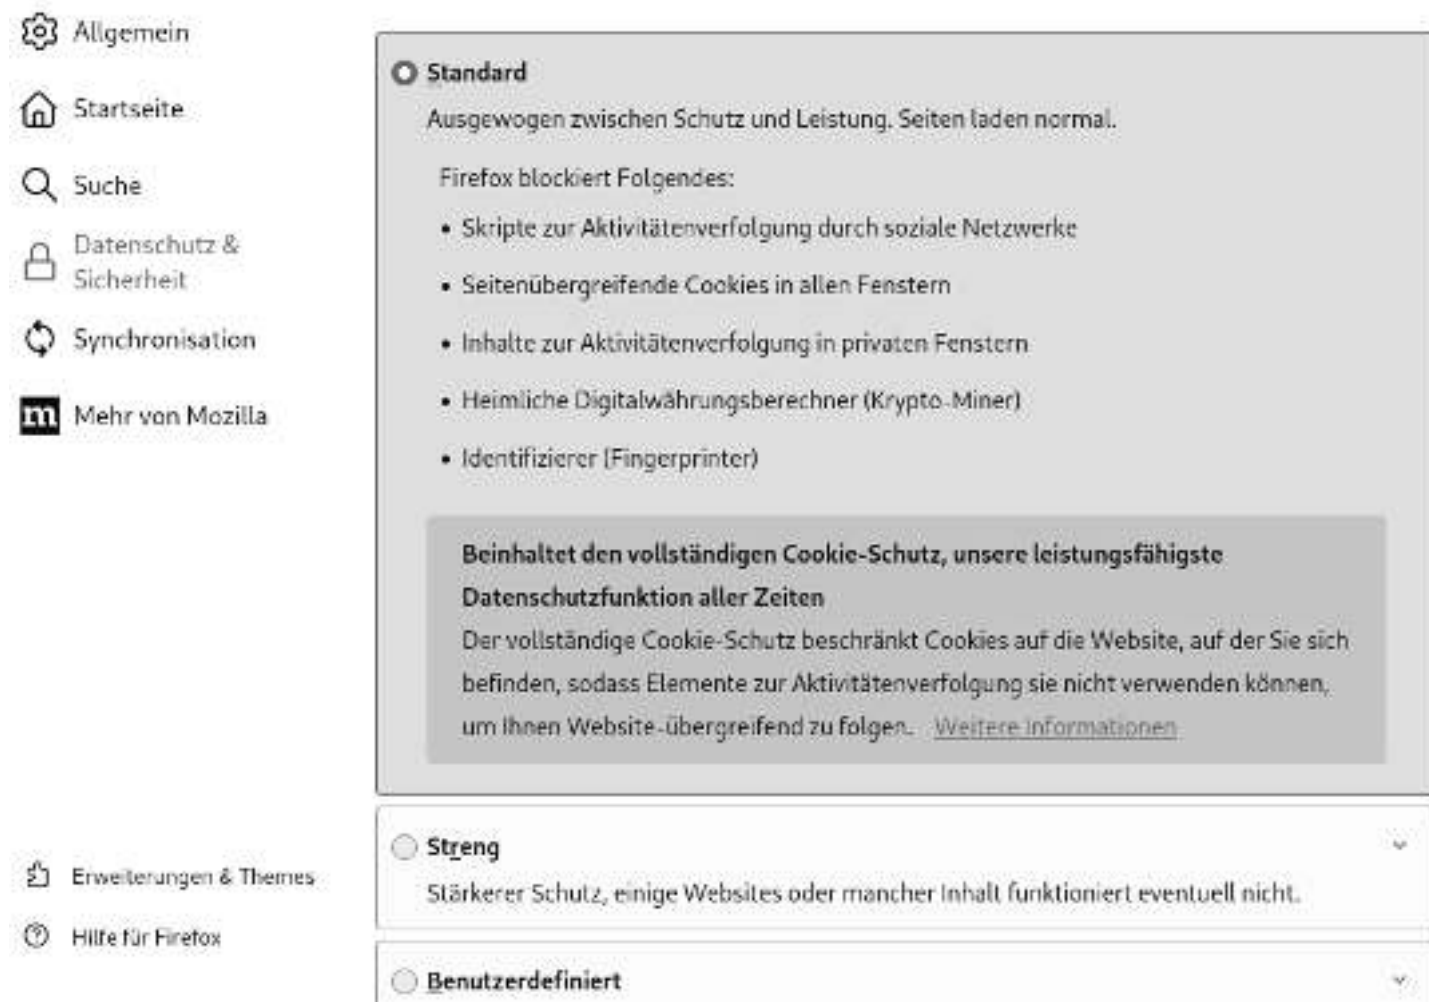 Allgemein
Startseite
Suche
Datenschutz &
Sicherheit
Synchronisation
m Mehr von Mozilla
Erweiterungen & Themes
Hilfe für Firefox
Standard
Ausgewogen zwischen Schutz und Leistung. Seiten laden normal.
Firefox blockiert Folgendes:
• Skripte zur Aktivitätenverfolgung durch soziale Netzwerke
• Seitenübergreifende Cookies in allen Fenstern
• Inhalte zur Aktivitätenverfolgung in privaten Fenstern
• Heimliche Digitalwährungsberechner (Krypto-Miner)
• Identifizierer (Fingerprinter)
Beinhaltet den vollständigen Cookie-Schutz, unsere leistungsfähigste
Datenschutzfunktion aller Zeiten
Der vollständige Cookie-Schutz beschränkt Cookies auf die Website, auf der Sie sich
befinden, sodass Elemente zur Aktivitätenverfolgung sie nicht verwenden können,
um Ihnen Website-übergreifend zu folgen. Weitere Informationen
Streng
Stärkerer Schutz, einige Websites oder mancher Inhalt funktioniert eventuell nicht.
Benutzerdefiniert